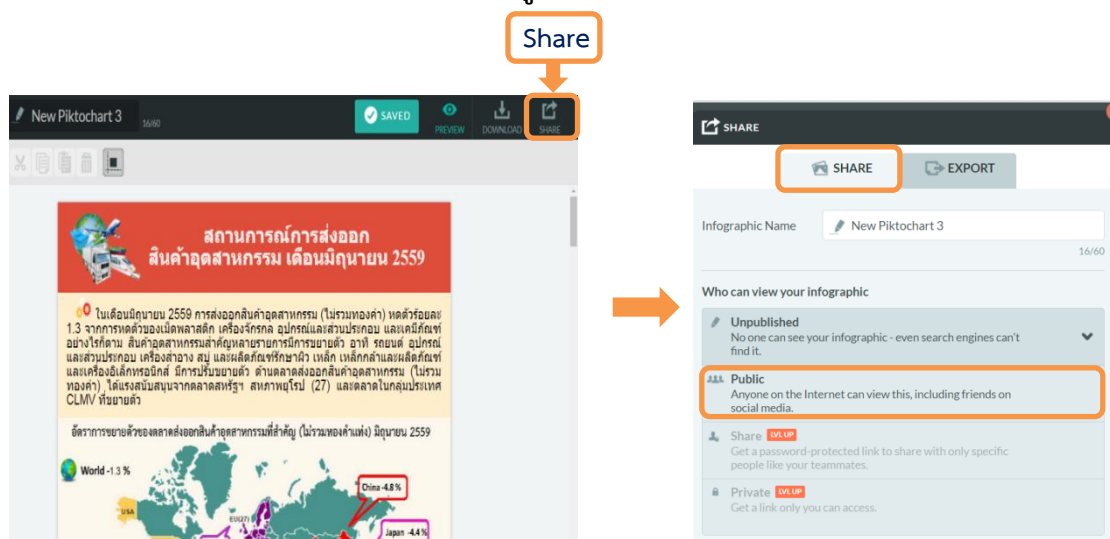 Share
New Piktochart 3
16/60
SAVED
PREVIEW
DOWNLOAD
SHARE
สถานการณ์การส่งออก
สินค้าอุตสาหกรรม เดือนมิถุนายน 2559
ในเดือนมิถุนายน 2559 การส่งออกสินค้าอุตสาหกรรม (ไม่รวมทองคำ) หดตัวร้อยละ
1.3 จากการหดตัวของเม็ดพลาสติก เครื่องจักรกล อุปกรณ์และส่วนประกอบ และเคมีภัณฑ์
อย่างไรก็ตาม สินค้าอุตสาหกรรมสำคัญหลายรายการมีการขยายตัว อาทิ รถยนต์ อุปกรณ์
และส่วนประกอบ เครื่องสำอาง สบู่ และผลิตภัณฑ์รักษาผิว เหล็ก เหล็กกล้าและผลิตภัณฑ์
และเครื่องอิเล็กทรอนิกส์ มีการปรับขยายตัว ด้านตลาดส่งออกสินค้าอุตสาหกรรม (ไม่รวม
ทองคำ) ได้แรงสนับสนุนจากตลาดสหรัฐฯ สหภาพยุโรป (27) และตลาดในกลุ่มประเทศ
CLMV ที่ขยายตัว
อัตราการขยายตัวของตลาดส่งออกสินค้าอุตสาหกรรมที่สำคัญ (ไม่รวมทองคำแท่ง) มิถุนายน 2559
World -1.3 %
China -4.8 %
USA
EU(27)
Japan -4.4 %
SHARE
SHARE
EXPORT
Infographic Name
New Piktochart 3
16/60
Who can view your infographic
Unpublished
No one can see your infographic - even search engines can't
find it.
Public
Anyone on the Internet can view this, including friends on
social media.
Share LVL UP
Get a password-protected link to share with only specific
people like your teammates.
Private LVL UP
Get a link only you can access.